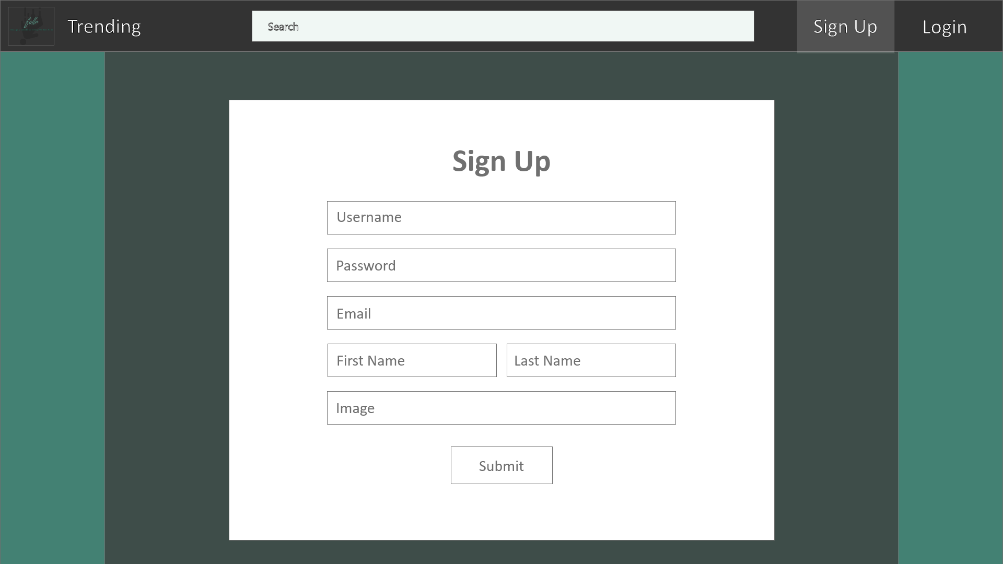 Trending
Search
Sign Up
Login
Sign Up
Username
Password
Email
First Name
Last Name
Image
Submit